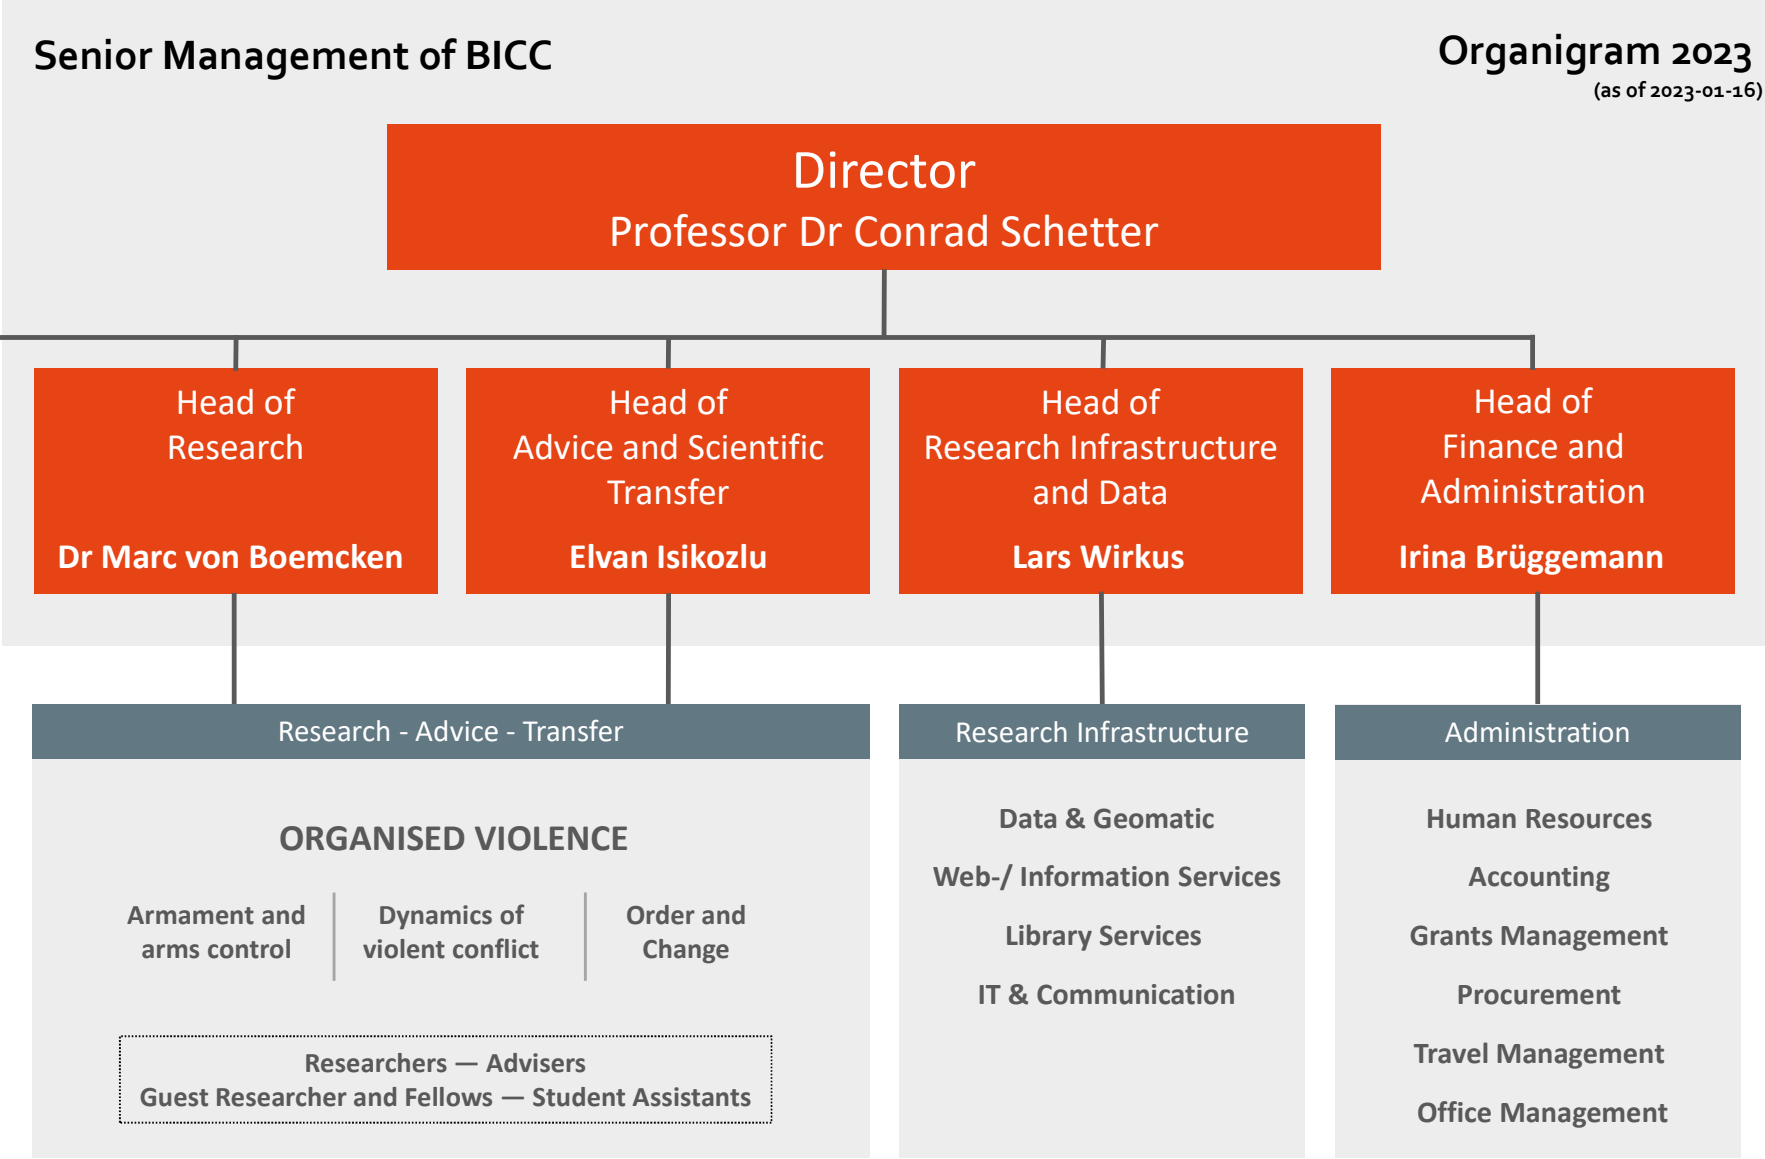 Senior Management of BICC
Organigram 2023
(as of 2023-01-16)
Director
Professor Dr Conrad Schetter
Head of
Research
Dr Marc von Boemcken
Head of
Advice and Scientific
Transfer
Elvan Isikozlu
Head of
Research Infrastructure
and Data
Lars Wirkus
Head of
Finance and
Administration
Irina Brüggemann
Research - Advice - Transfer
ORGANISED VIOLENCE
Armament and
arms control
Dynamics of
violent conflict
Order and
Change
Researchers — Advisers
Guest Researcher and Fellows — Student Assistants
Research Infrastructure
Data & Geomatic
Web-/ Information Services
Library Services
IT & Communication
Administration
Human Resources
Accounting
Grants Management
Procurement
Travel Management
Office Management